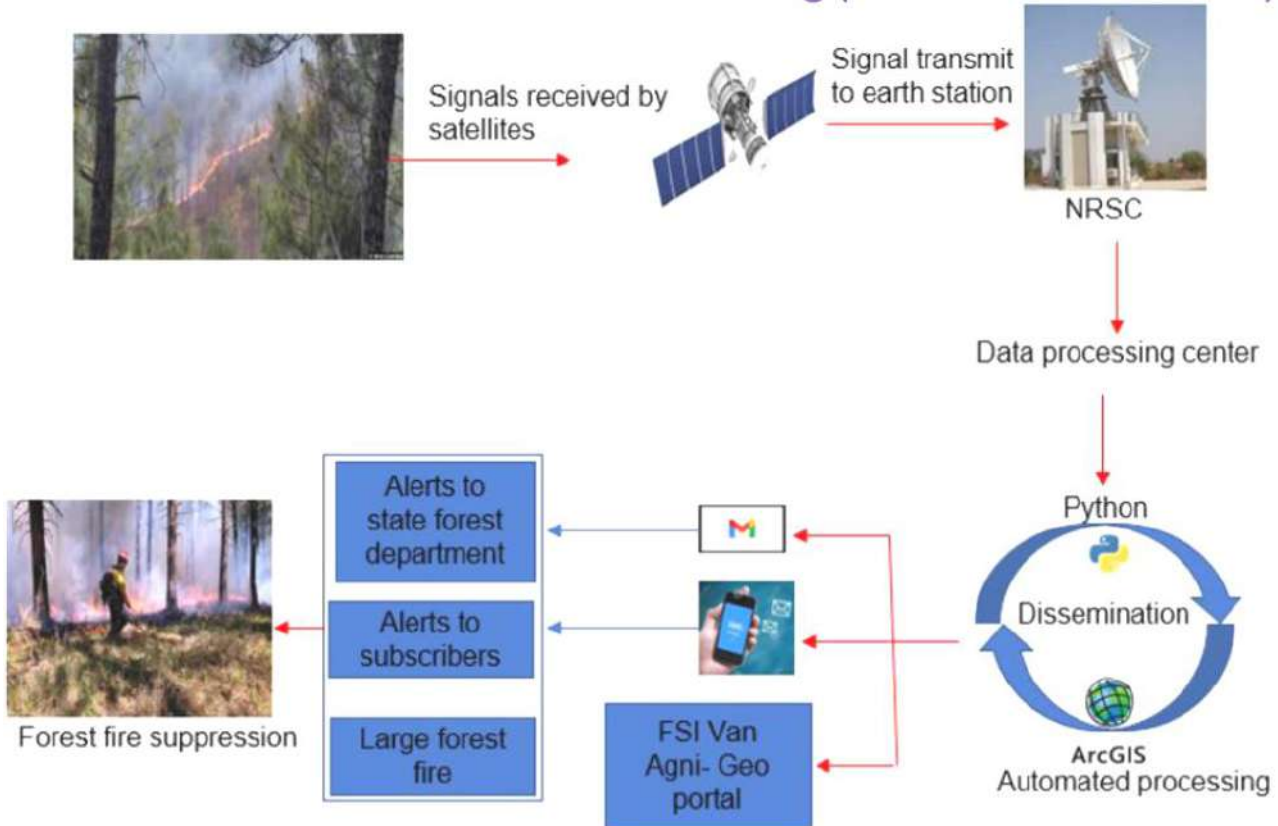 Signals received by
satellites
Signal transmit
to earth station
NRSC
Data processing center
Python
Dissemination
ArcGIS
Automated processing
Alerts to
state forest
department
Alerts to
subscribers
Large forest
fire
FSI Van
Agni- Geo
portal
Forest fire suppression